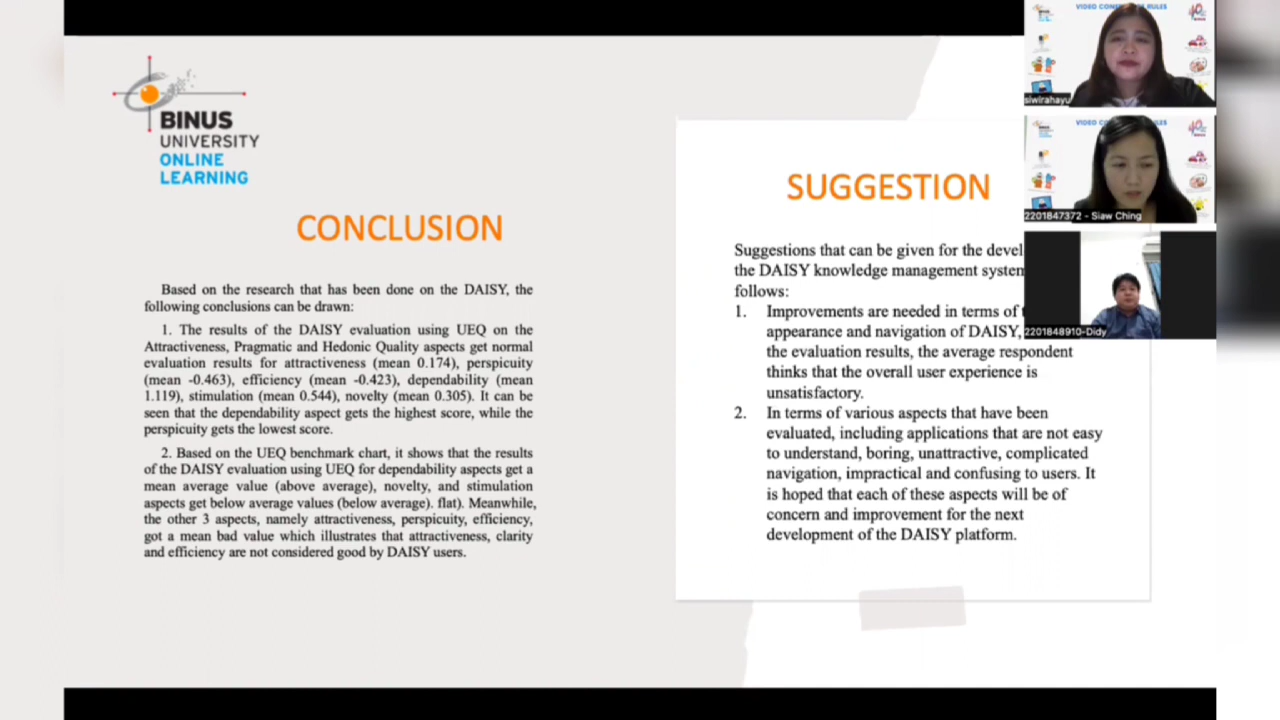 BINUS
UNIVERSITY
ONLINE
LEARNING
CONCLUSION
Based on the research that has been done on the DAISY, the
following conclusions can be drawn:
1. The results of the DAISY evaluation using UEQ on the
Attractiveness, Pragmatic and Hedonic Quality aspects get normal
evaluation results for attractiveness (mean 0.174), perspicuity
(mean -0.463), efficiency (mean -0.423), dependability (mean
1.119), stimulation (mean 0.544), novelty (mean 0.305). It can be
seen that the dependability aspect gets the highest score, while the
perspicuity gets the lowest score.
2. Based on the UEQ benchmark chart, it shows that the results
of the DAISY evaluation using UEQ for dependability aspects get a
mean average value (above average), novelty, and stimulation
aspects get below average values (below average). flat). Meanwhile,
the other 3 aspects, namely attractiveness, perspicuity, efficiency,
got a mean bad value which illustrates that attractiveness, clarity
and efficiency are not considered good by DAISY users.
SUGGESTION
Suggestions that can be given for the devel
the DAISY knowledge management system
follows:
1. Improvements are needed in terms of
appearance and navigation of DAISY,
the evaluation results, the average respondent
thinks that the overall user experience is
unsatisfactory.
2. In terms of various aspects that have been
evaluated, including applications that are not easy
to understand, boring, unattractive, complicated
navigation, impractical and confusing to users. It
is hoped that each of these aspects will be of
concern and improvement for the next
development of the DAISY platform.
VIDEO RULES
siwirahayu
VIDEO
2201847372 - Siaw Ching
2201848910-Didy